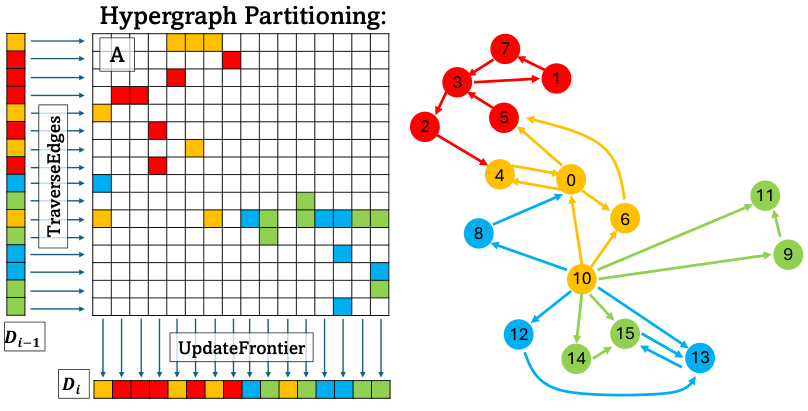 Hypergraph Partitioning:
A
TraverseEdges
D_{i-1}
UpdateFrontier
D_i
7
3
1
2
5
4
0
6
11
8
9
10
12
15
14
13